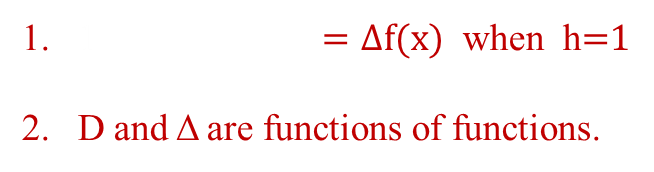 1. = Δf(x) when h=1
2. D and Δ are functions of functions.